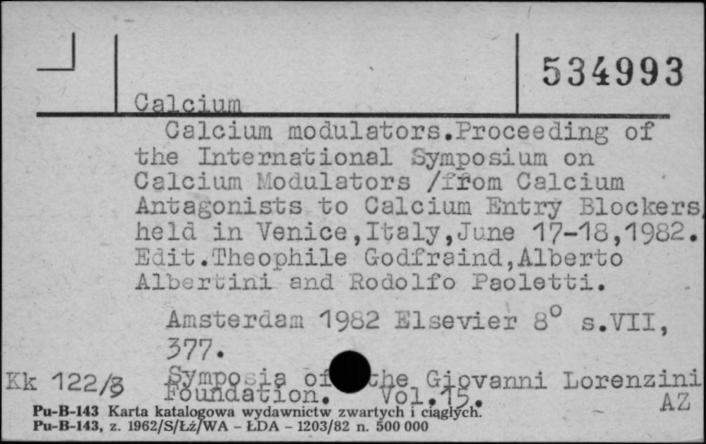 534993
Calcium
Calcium modulators.Proceeding of
the International Symposium on
Calcium Modulators /from Calcium
Antagonists to Calcium Entry Blockers,
held in Venice,Italy,June 17-18,1982.
Edit.Theophile Godfraind,Alberto
Albertini and Rodolfo Paoletti.
Amsterdam 1982 Elsevier 8° s.VII,
377.
Kk 122/3 Symposia of the Giovanni Lorenzini
Foundation. Vol.15.
AZ
Pu-B-143 Karta katalogowa wydawnictw zwartych i ciągłych.
Pu-B-143, z. 1962/S/Łź/WA – ŁDA – 1203/82 n. 500 000